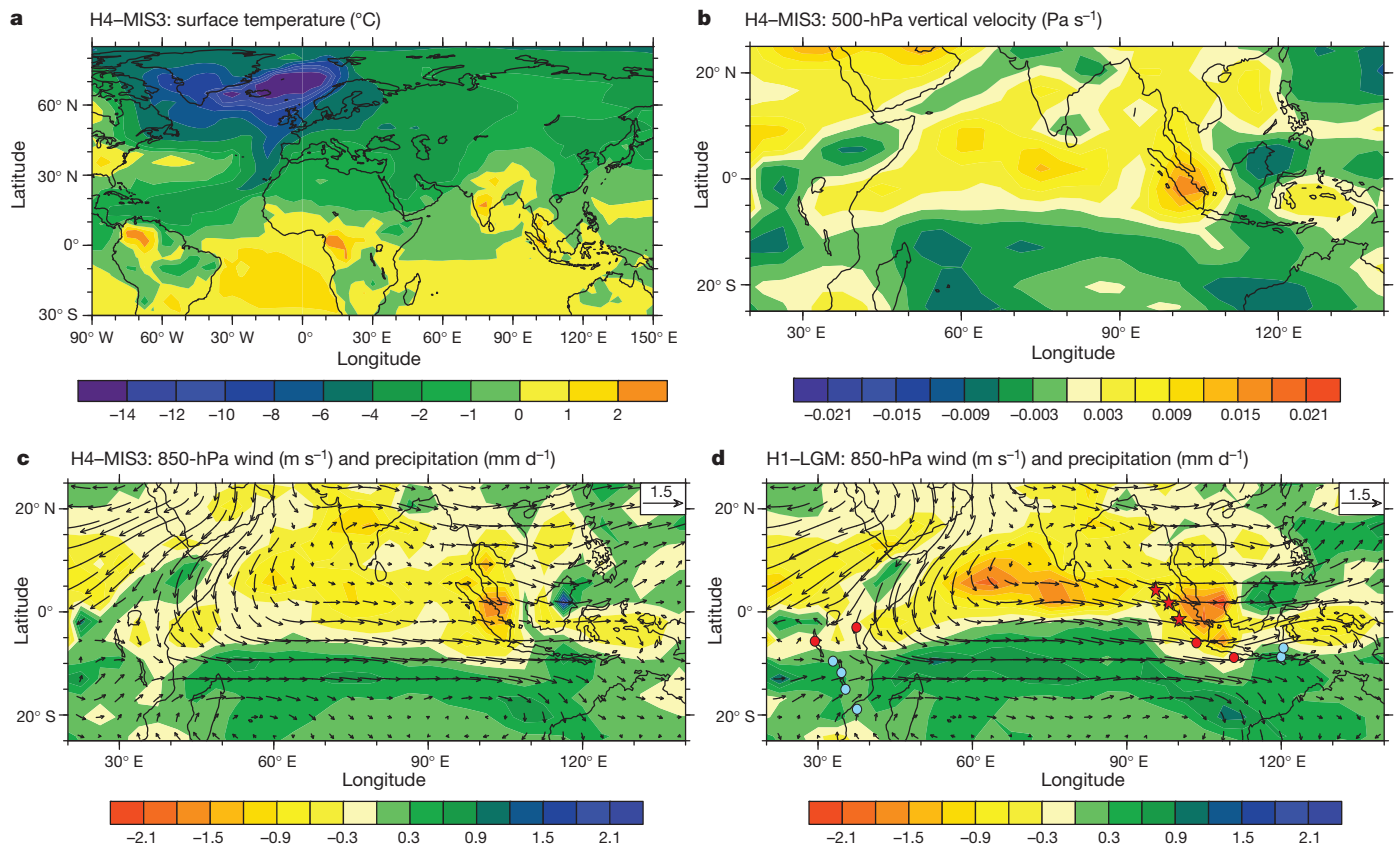 a H4–MIS3: surface temperature (°C)
60° N
30° N
0°
30° S
Latitude
90° W 60° W 30° W 0° 30° E 60° E 90° E 120° E 150° E
Longitude
–14 –12 –10 –8 –6 –4 –2 –1 0 1 2
b H4–MIS3: 500-hPa vertical velocity (Pa s⁻¹)
20° N
0°
20° S
Latitude
30° E 60° E 90° E 120° E
Longitude
–0.021 –0.015 –0.009 –0.003 0.003 0.009 0.015 0.021
c H4–MIS3: 850-hPa wind (m s⁻¹) and precipitation (mm d⁻¹)
1.5
20° N
0°
20° S
Latitude
30° E 60° E 90° E 120° E
Longitude
–2.1 –1.5 –0.9 –0.3 0.3 0.9 1.5 2.1
d H1–LGM: 850-hPa wind (m s⁻¹) and precipitation (mm d⁻¹)
1.5
20° N
0°
20° S
Latitude
30° E 60° E 90° E 120° E
Longitude
–2.1 –1.5 –0.9 –0.3 0.3 0.9 1.5 2.1